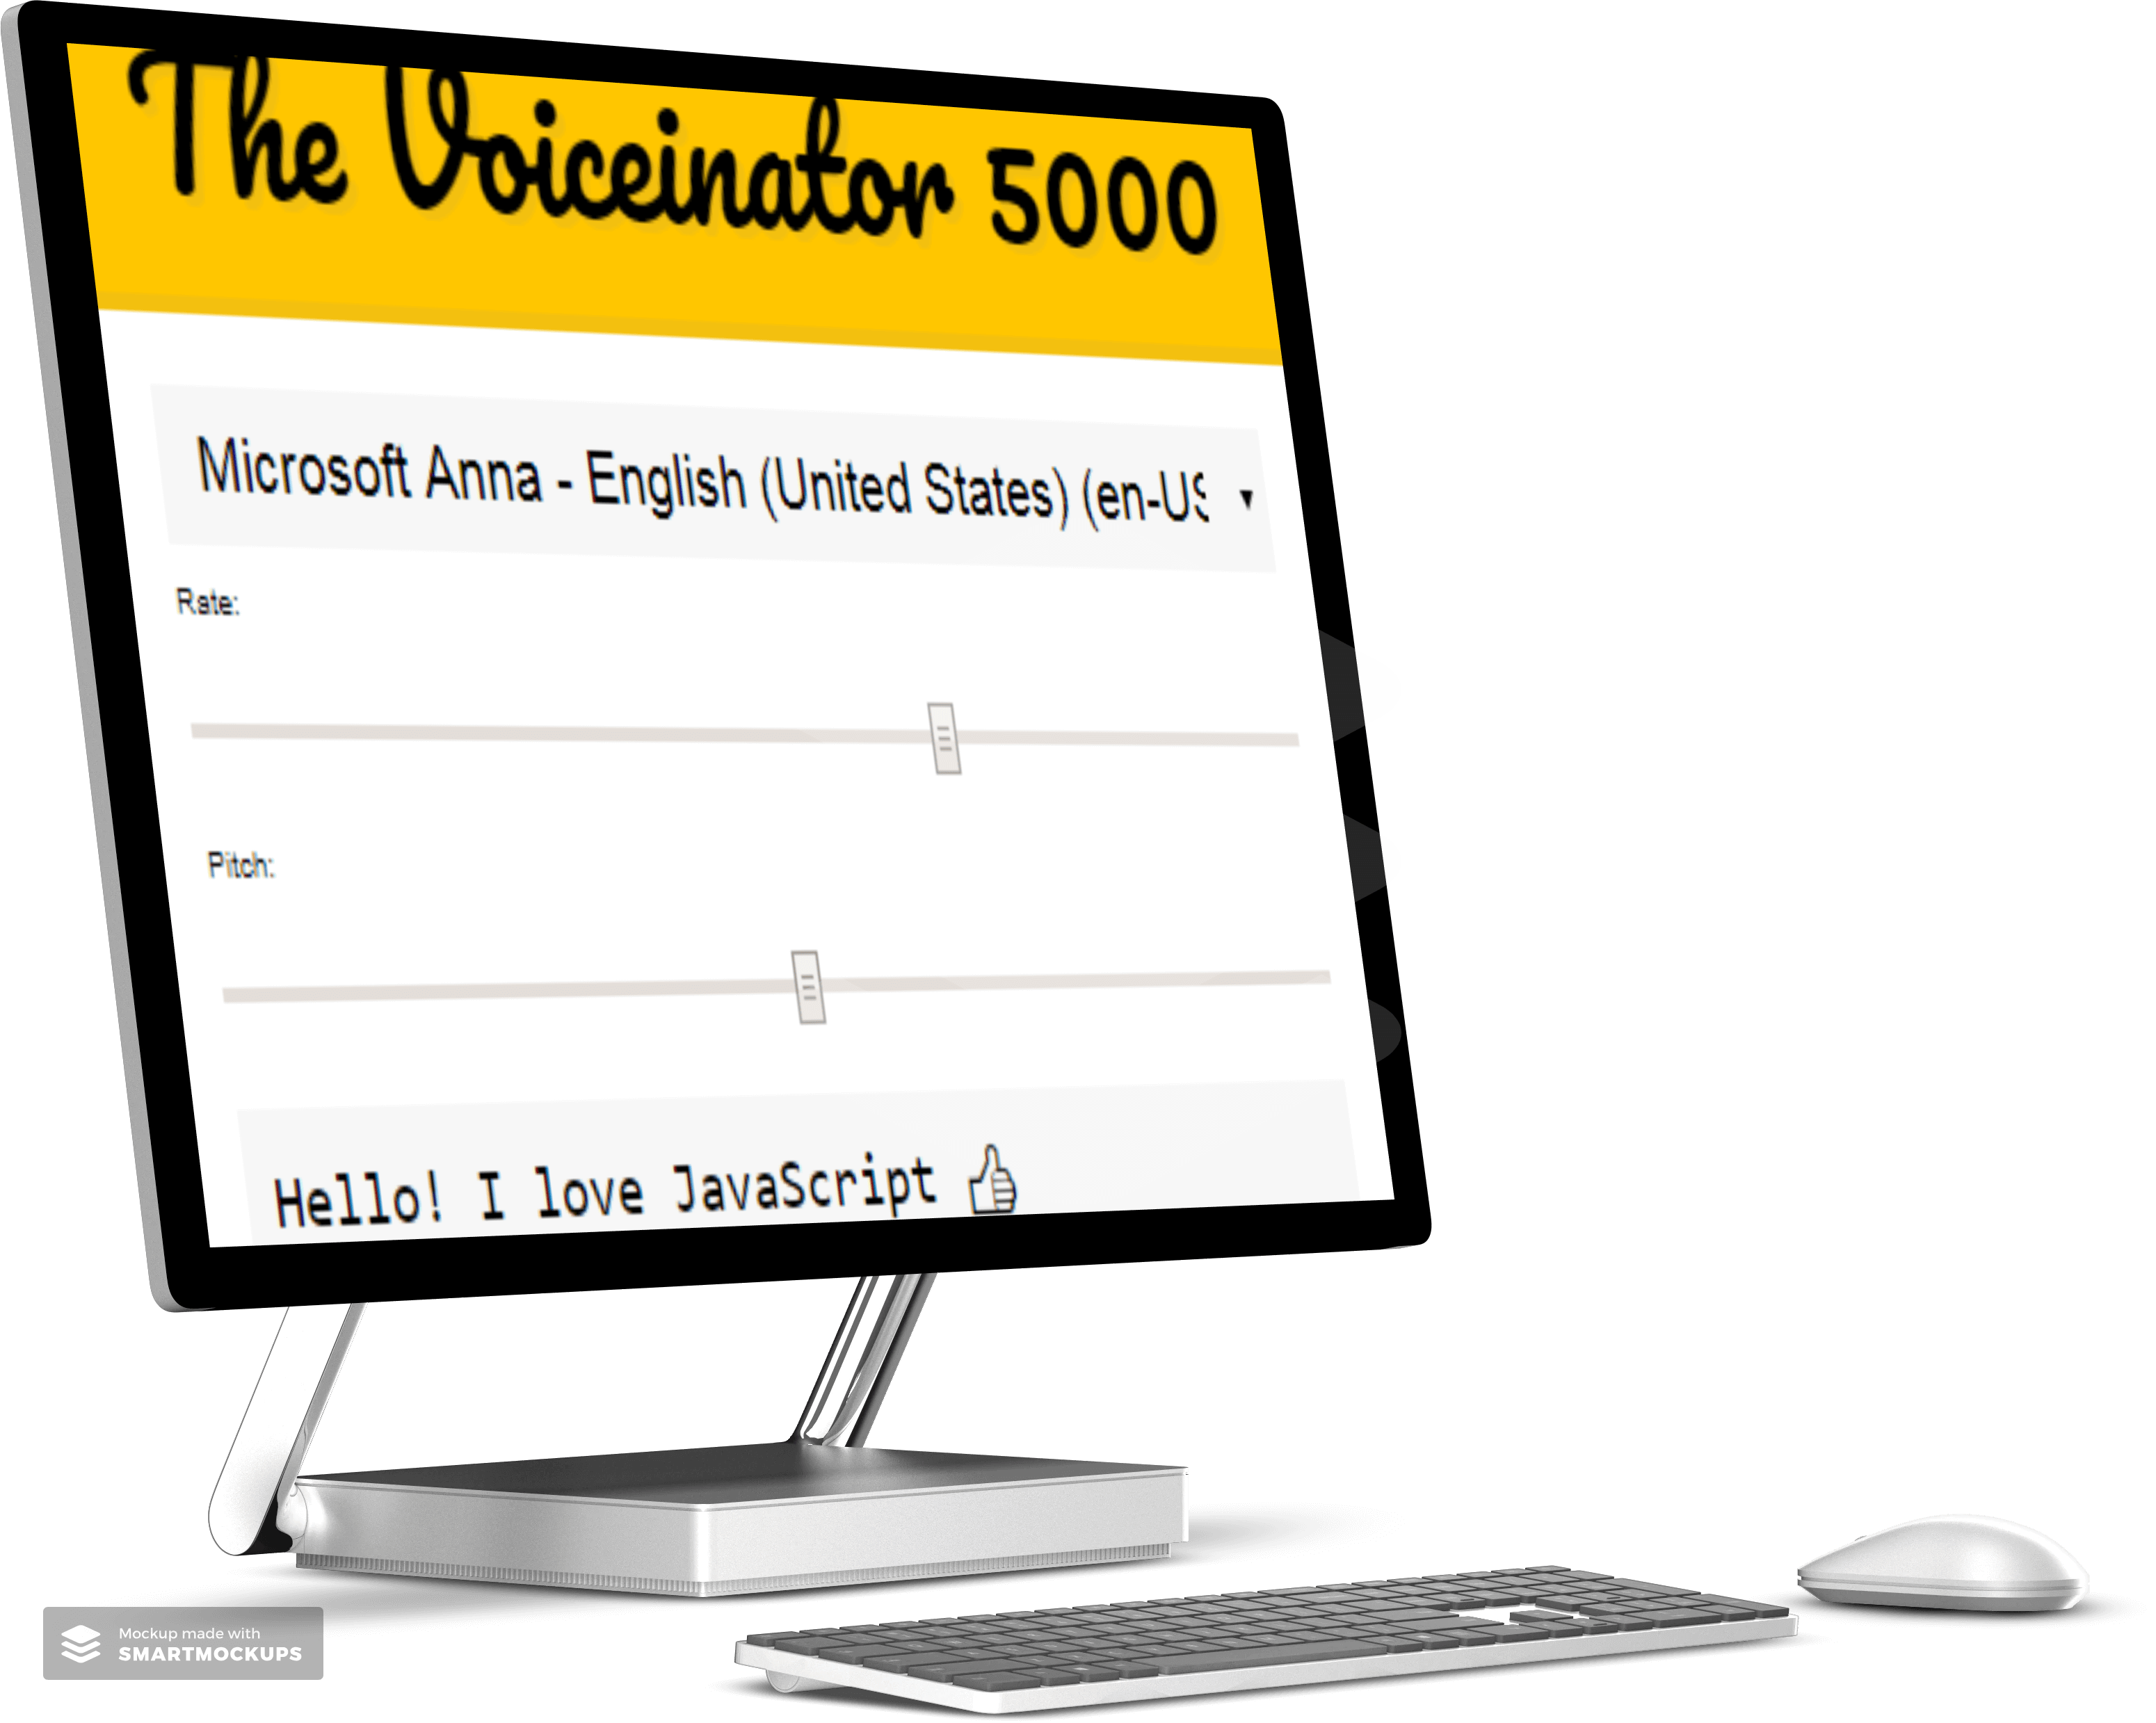 The Voiceinator 5000
Microsoft Anna - English (United States) (en-US
Rate:
Pitch:
Hello! I love JavaScript 👍
Mockup made with
SMARTMOCKUPS